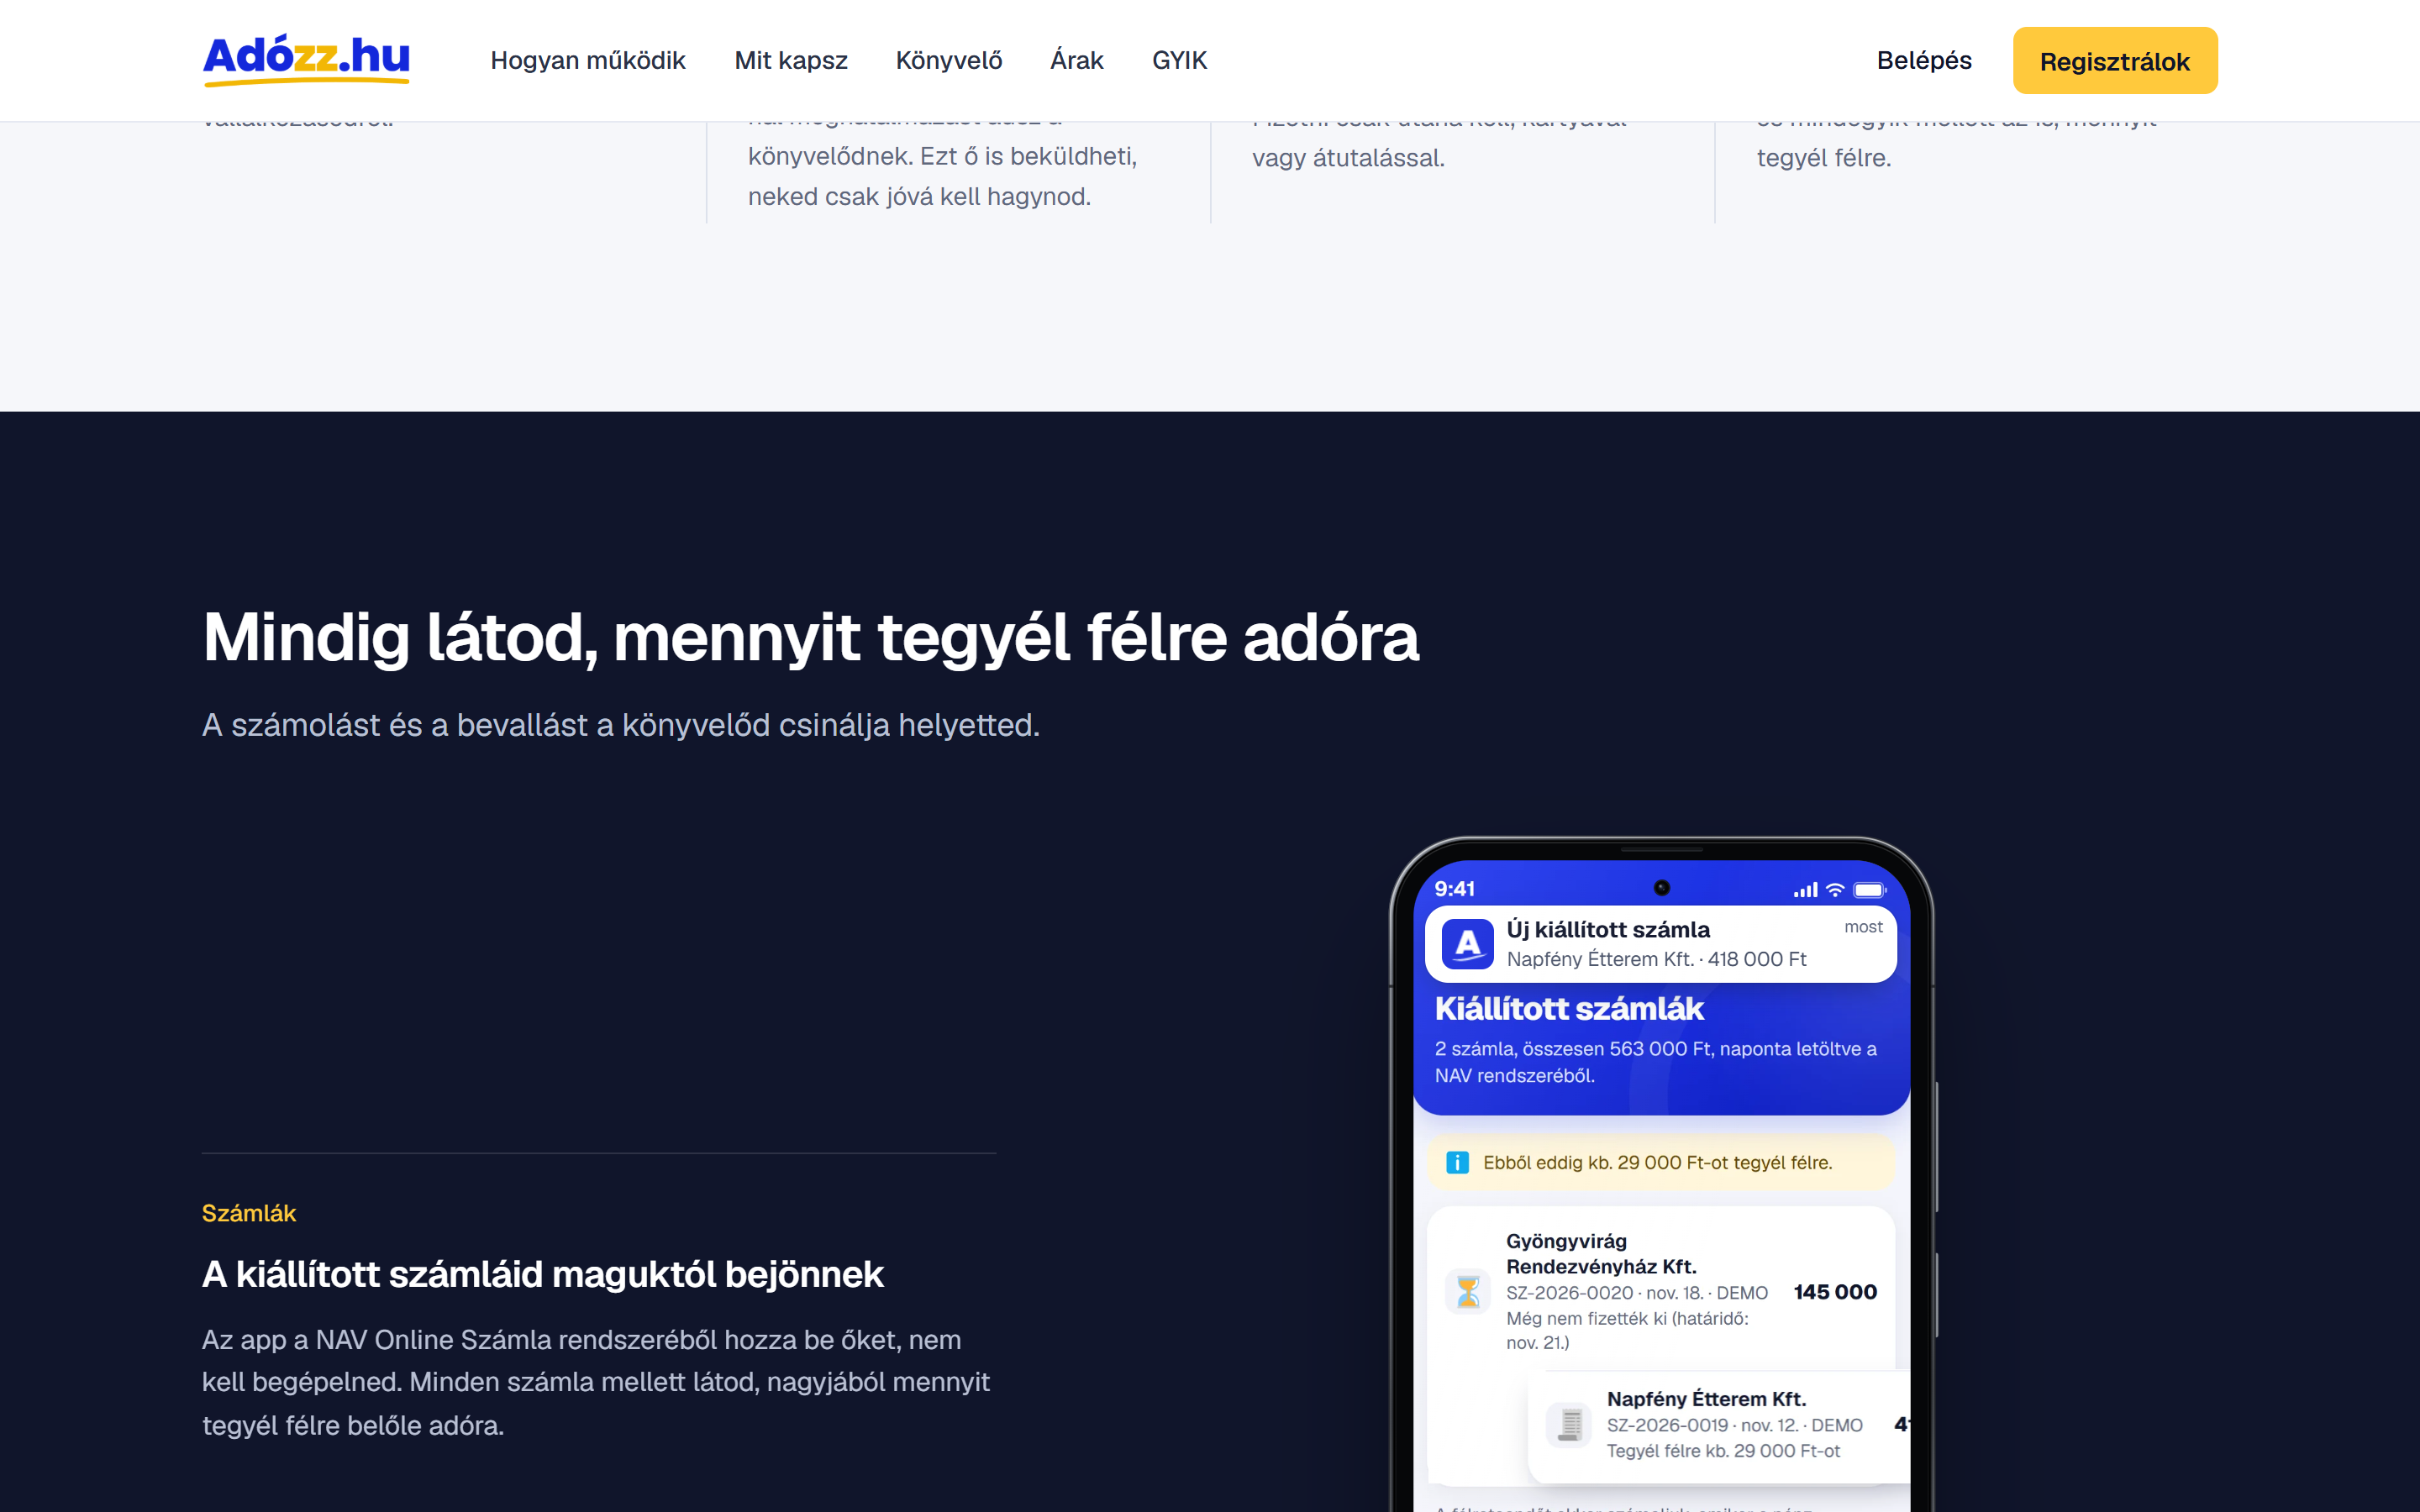 Adózz.hu
Hogyan működik
Mit kapsz
Könyvelő
Árak
GYIK
Belépés
Regisztrálok
könyvelődnek. Ezt ő is beküldheti,
neked csak jóvá kell hagynod.
vagy átutalással.
tegyél félre.
Mindig látod, mennyit tegyél félre adóra
A számolást és a bevallást a könyvelőd csinálja helyetted.
Számlák
A kiállított számláid maguktól bejönnek
Az app a NAV Online Számla rendszeréből hozza be őket, nem
kell begépelned. Minden számla mellett látod, nagyjából mennyit
tegyél félre belőle adóra.
9:41
Új kiállított számla
most
Napfény Étterem Kft. · 418 000 Ft
Kiállított számlák
2 számla, összesen 563 000 Ft, naponta letöltve a
NAV rendszeréből.
Ebből eddig kb. 29 000 Ft-ot tegyél félre.
Gyöngyvirág
Rendezvényház Kft.
SZ-2026-0020 · nov. 18. · DEMO
145 000
Még nem fizették ki (határidő:
nov. 21.)
Napfény Étterem Kft.
SZ-2026-0019 · nov. 12. · DEMO
Tegyél félre kb. 29 000 Ft-ot